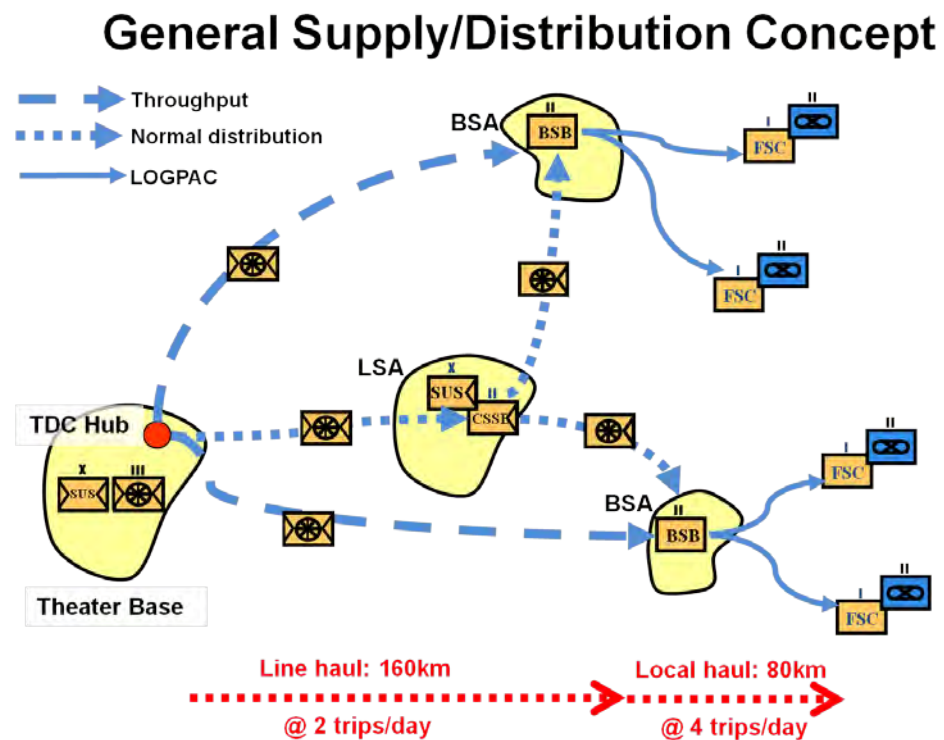 General Supply/Distribution Concept
Throughput
Normal distribution
LOGPAC
BSA
II
BSB
I
FSC
II
I
FSC
II
LSA
X
SUS
II
CSSB
TDC Hub
X
SUS
III
Theater Base
BSA
II
BSB
I
FSC
II
I
FSC
II
Line haul: 160km
@ 2 trips/day
Local haul: 80km
@ 4 trips/day